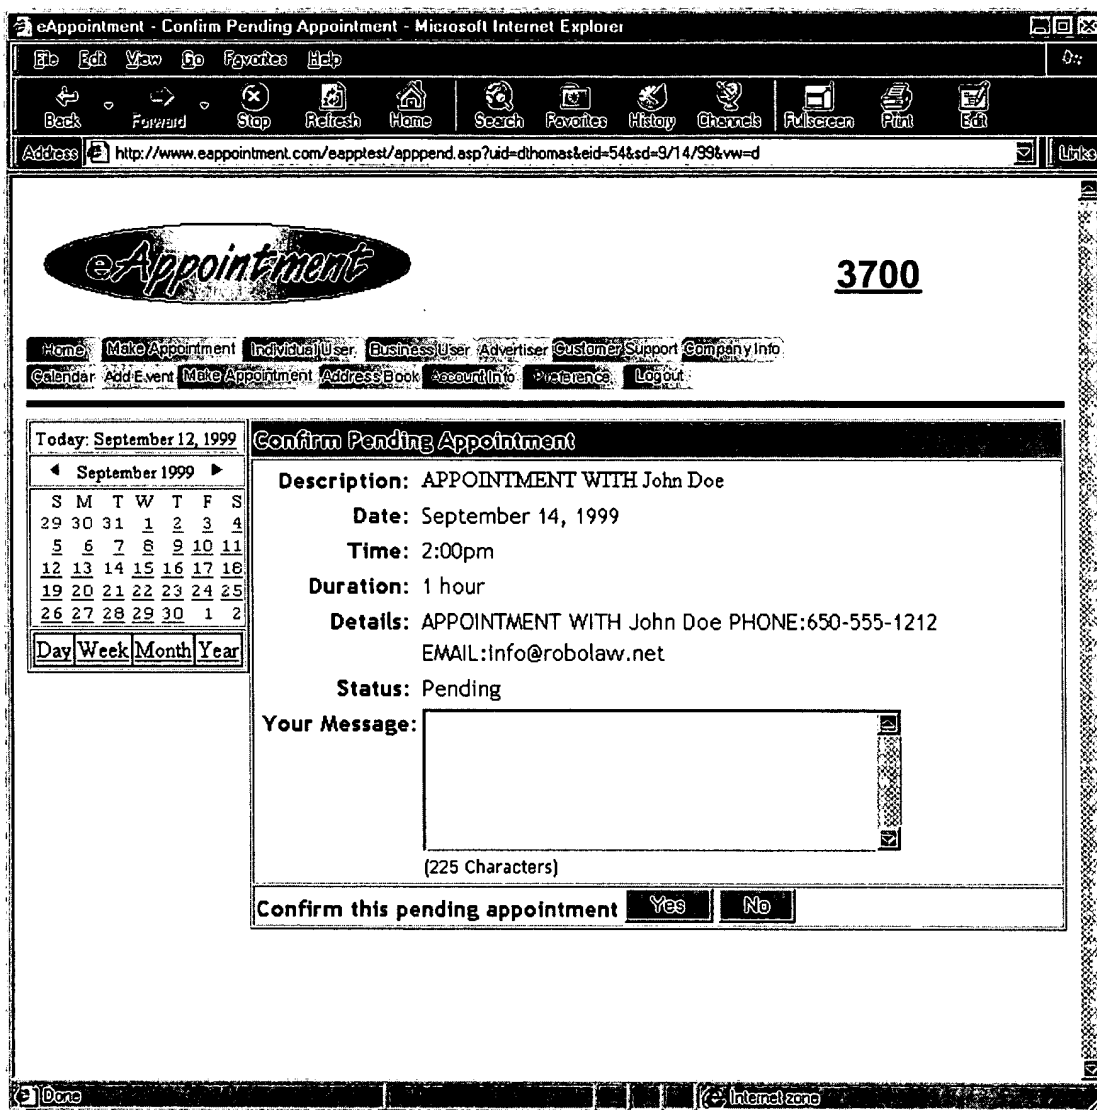 eAppointment - Confirm Pending Appointment - Microsoft Internet Explorer
File Edit View Go Favorites Help
Back Forward Stop Refresh Home Search Favorites History Channels Fullscreen Print Edit
Address http://www.eappointment.com/eapptest/apppend.asp?uid=dthomas&eid=54&sd=9/14/99&vw=d Links
eAppointment
3700
Home Make Appointment Individual User Business User Advertiser Customer Support Company Info
Calendar Add Event Make Appointment Address Book Account Info Preference Logout
Today: September 12, 1999
Confirm Pending Appointment
September 1999
S M T W T F S
29 30 31 1 2 3 4
5 6 7 8 9 10 11
12 13 14 15 16 17 18
19 20 21 22 23 24 25
26 27 28 29 30 1 2
Day Week Month Year
Description: APPOINTMENT WITH John Doe
Date: September 14, 1999
Time: 2:00pm
Duration: 1 hour
Details: APPOINTMENT WITH John Doe PHONE:650-555-1212
EMAIL:info@robolaw.net
Status: Pending
Your Message:
(225 Characters)
Confirm this pending appointment Yes No
Done Internet zone